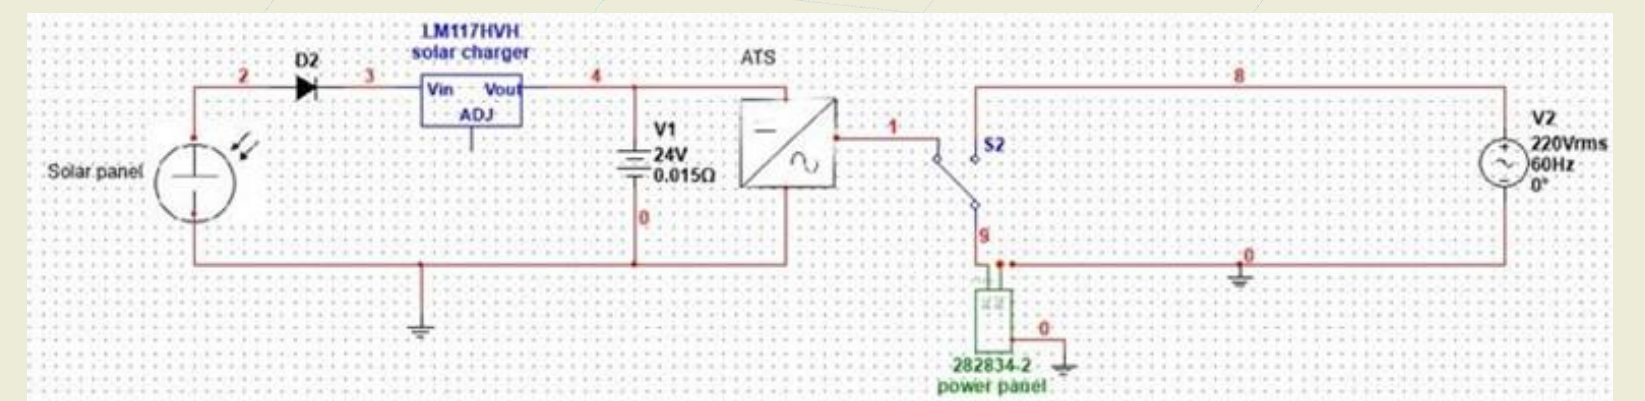 LM117HVH
solar charger
D2
2
3
Vin Vout
ADJ
4
ATS
Solar panel
V1
24V
0.015Ω
0
1
S2
8
V2
220Vrms
60Hz
0°
9
0
0
282834-2
power panel